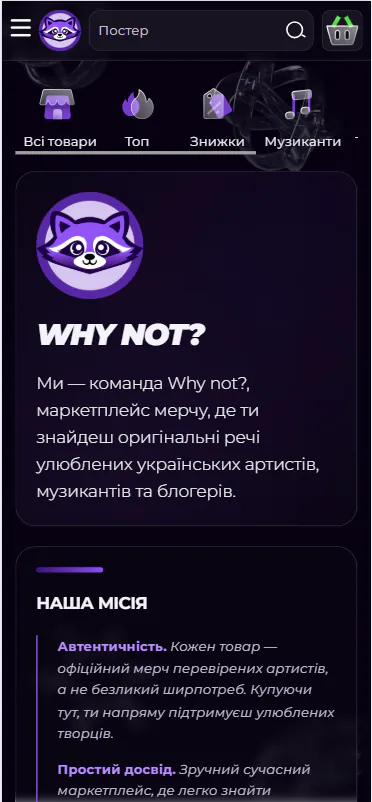 Постер
Всі товари
Топ
Знижки
Музиканти
WHY NOT?
Ми — команда Why not?,
маркетплейс мерчу, де ти
знайдеш оригінальні речі
улюблених українських артистів,
музикантів та блогерів.
НАША МІСІЯ
Автентичність. Кожен товар —
офіційний мерч перевірених артистів,
а не безликий ширпотреб. Купуючи
тут, ти напряму підтримуєш улюблених
творців.
Простий досвід. Зручний сучасний
маркетплейс, де легко знайти